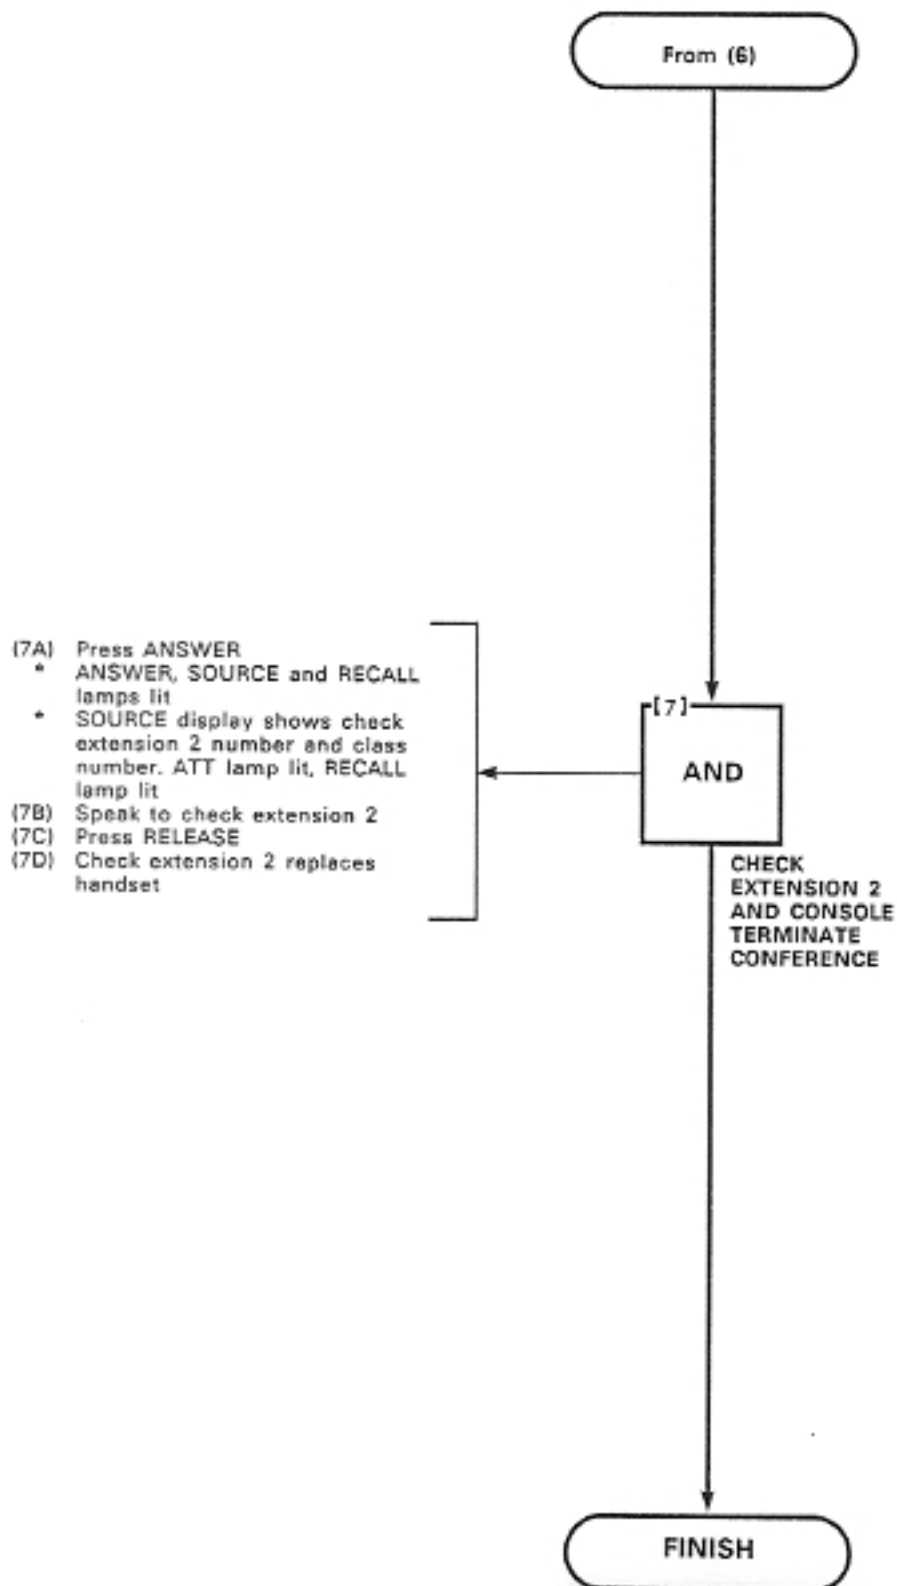 From (6)
(7A) Press ANSWER
* ANSWER, SOURCE and RECALL
lamps lit
* SOURCE display shows check
extension 2 number and class
number. ATT lamp lit, RECALL
lamp lit
(7B) Speak to check extension 2
(7C) Press RELEASE
(7D) Check extension 2 replaces
handset
[7]
AND
CHECK
EXTENSION 2
AND CONSOLE
TERMINATE
CONFERENCE
FINISH